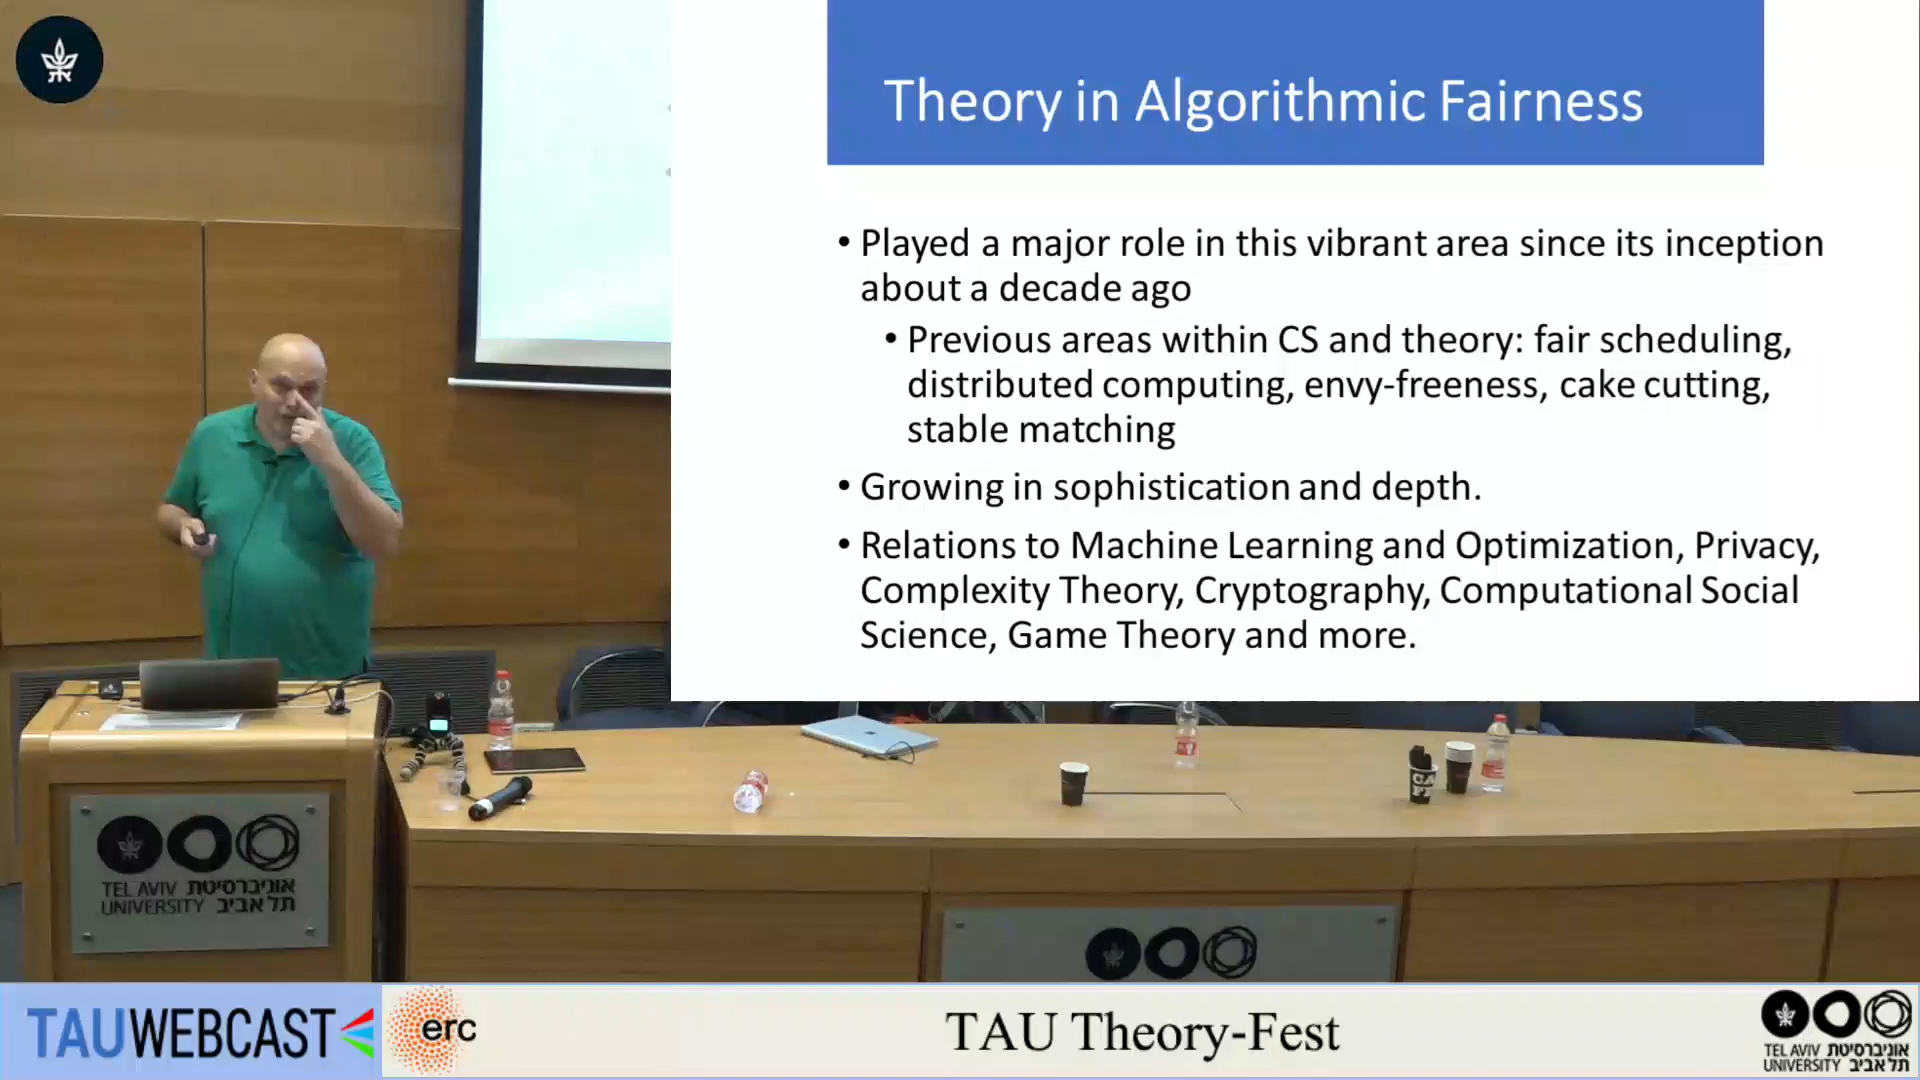 Theory in Algorithmic Fairness
• Played a major role in this vibrant area since its inception
about a decade ago
• Previous areas within CS and theory: fair scheduling,
distributed computing, envy-freeness, cake cutting,
stable matching
• Growing in sophistication and depth.
• Relations to Machine Learning and Optimization, Privacy,
Complexity Theory, Cryptography, Computational Social
Science, Game Theory and more.
TEL AVIV אוניברסיטת
UNIVERSITY תל אביב
TAUWEBCAST
erc
TAU Theory-Fest
TEL AVIV אוניברסיטת
UNIVERSITY תל אביב